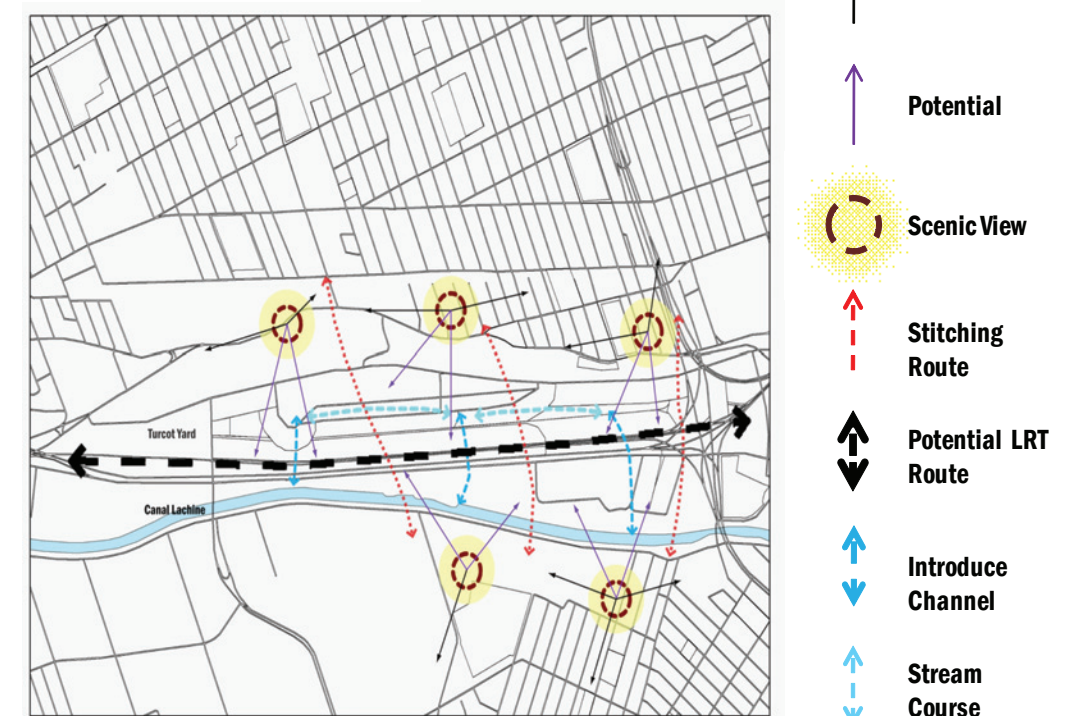 Turcot Yard
Canal Lachine
Potential
Scenic View
Stitching
Route
Potential LRT
Route
Introduce
Channel
Stream
Course